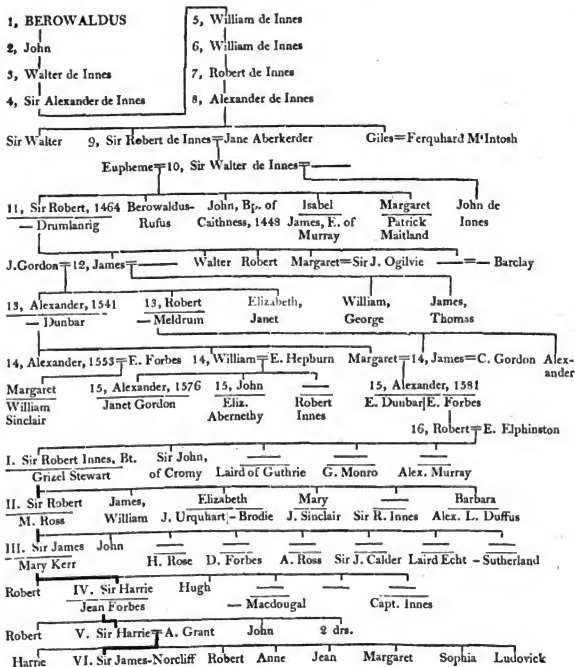 1, BEROWALDUS
2, John
3, Walter de Innes
4, Sir Alexander de Innes
5, William de Innes
6, William de Innes
7, Robert de Innes
8, Alexander de Innes
Sir Walter 9, Sir Robert de Innes = Jane Aberkerder Giles = Ferquhard M'Intosh
Eupheme = 10, Sir Walter de Innes = —
11, Sir Robert, 1464 Berowaldus- John, Bp. of Isabel Margaret John de
— Drumlanrig Rufus Caithness, 1448 James, E. of Patrick Innes
Murray Maitland
J. Gordon = 12, James = — Walter Robert Margaret = Sir J. Ogilvie — = — Barclay
13, Alexander, 1541 13, Robert Elizabeth, William, James,
— Dunbar — Meldrum Janet George Thomas
14, Alexander, 1553 = E. Forbes 14, William = E. Hepburn Margaret = 14, James = C. Gordon Alex-
ander
Margaret 15, Alexander, 1576 15, John — 15, Alexander, 1581
William Janet Gordon Eliz. Robert E. Dunbar | E. Forbes
Sinclair Abernethy Innes
16, Robert = E. Elphinston
I. Sir Robert Innes, Bt. Sir John, — — —
Grizel Stewart of Cromy Laird of Guthrie G. Monro Alex. Murray
II. Sir Robert James, Elizabeth Mary — Barbara
M. Ross William J. Urquhart | – Brodie J. Sinclair Sir R. Innes Alex. L. Duffus
III. Sir James John — — — — — —
Mary Kerr H. Rose D. Forbes A. Ross Sir J. Calder Laird Echt – Sutherland
Robert IV. Sir Harrie Hugh — — —
Jean Forbes — Macdougal — Capt. Innes
Robert V. Sir Harrie = A. Grant John 2 drs.
Harrie VI. Sir James-Norcliff Robert Anne Jean Margaret Sophia Ludovick